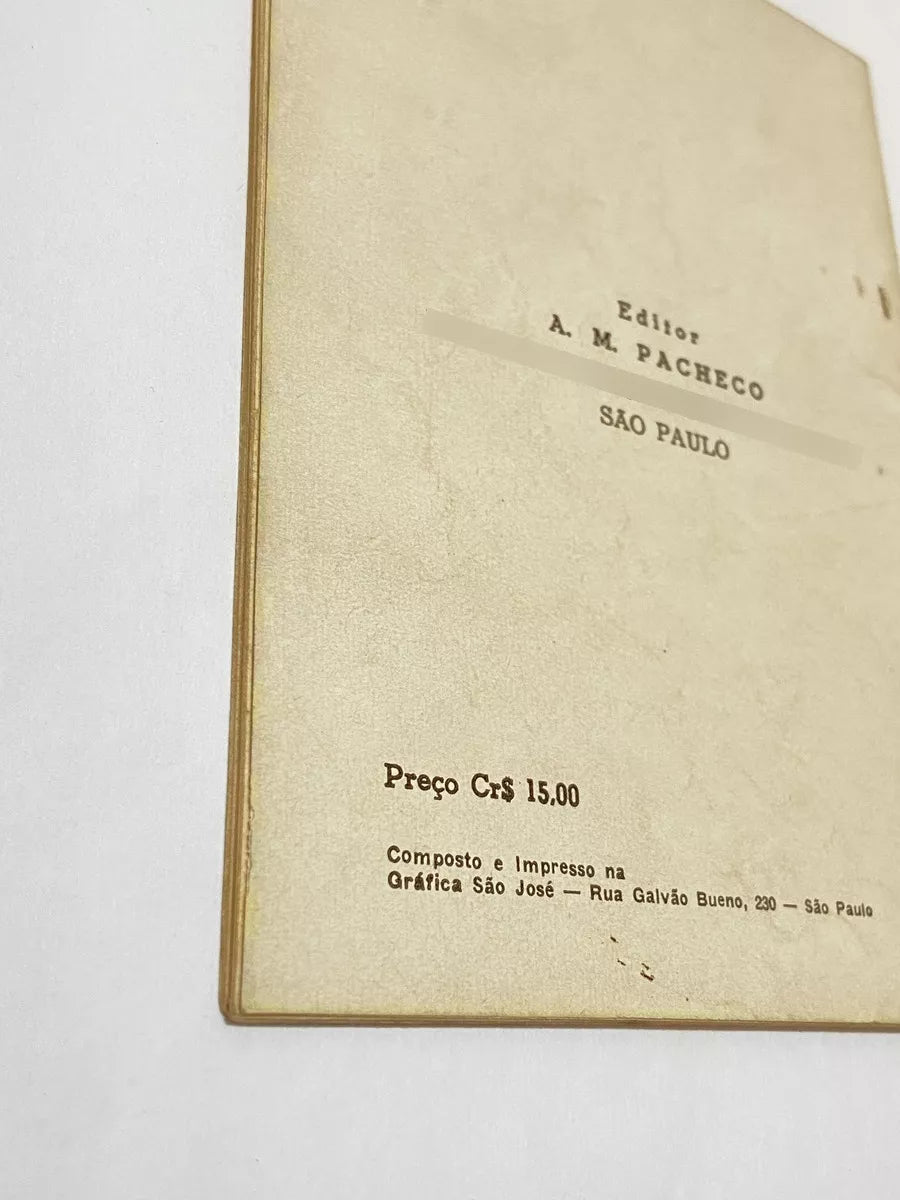 Editor
A. M. PACHECO
SÃO PAULO
Preço Cr$ 15,00
Composto e Impresso na
Gráfica São José — Rua Galvão Bueno, 230 — São Paulo